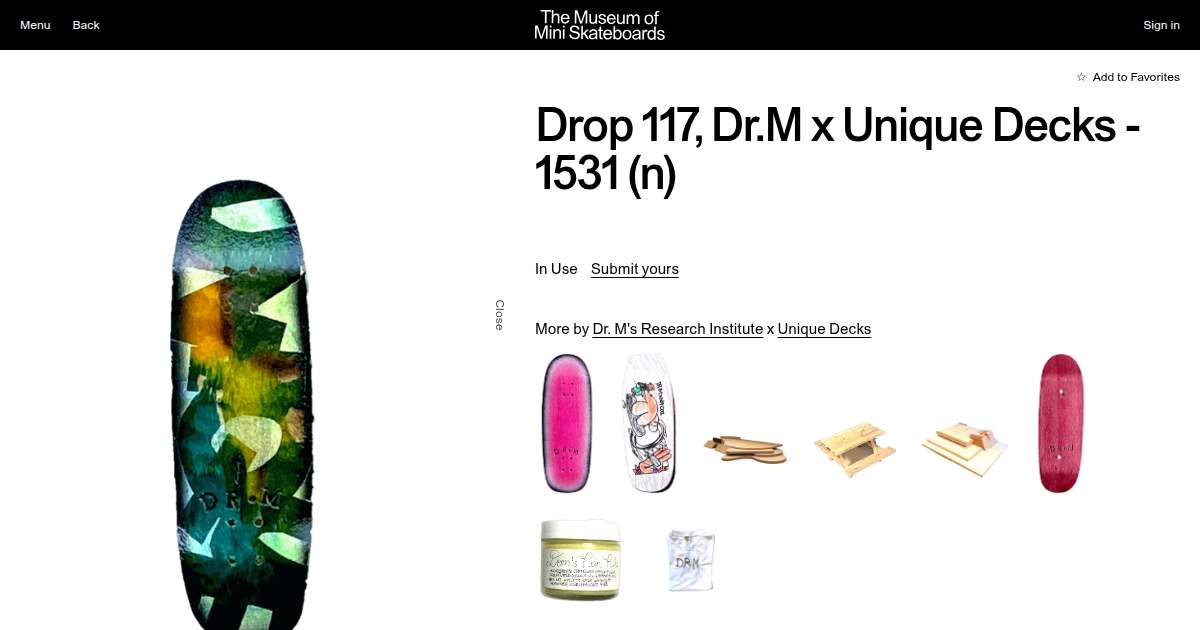 Menu
Back
The Museum of
Mini Skateboards
Sign in
☆ Add to Favorites
Drop 117, Dr.M x Unique Decks -
1531 (n)
In Use Submit yours
Close
More by Dr. M's Research Institute x Unique Decks
DR.M
DRM